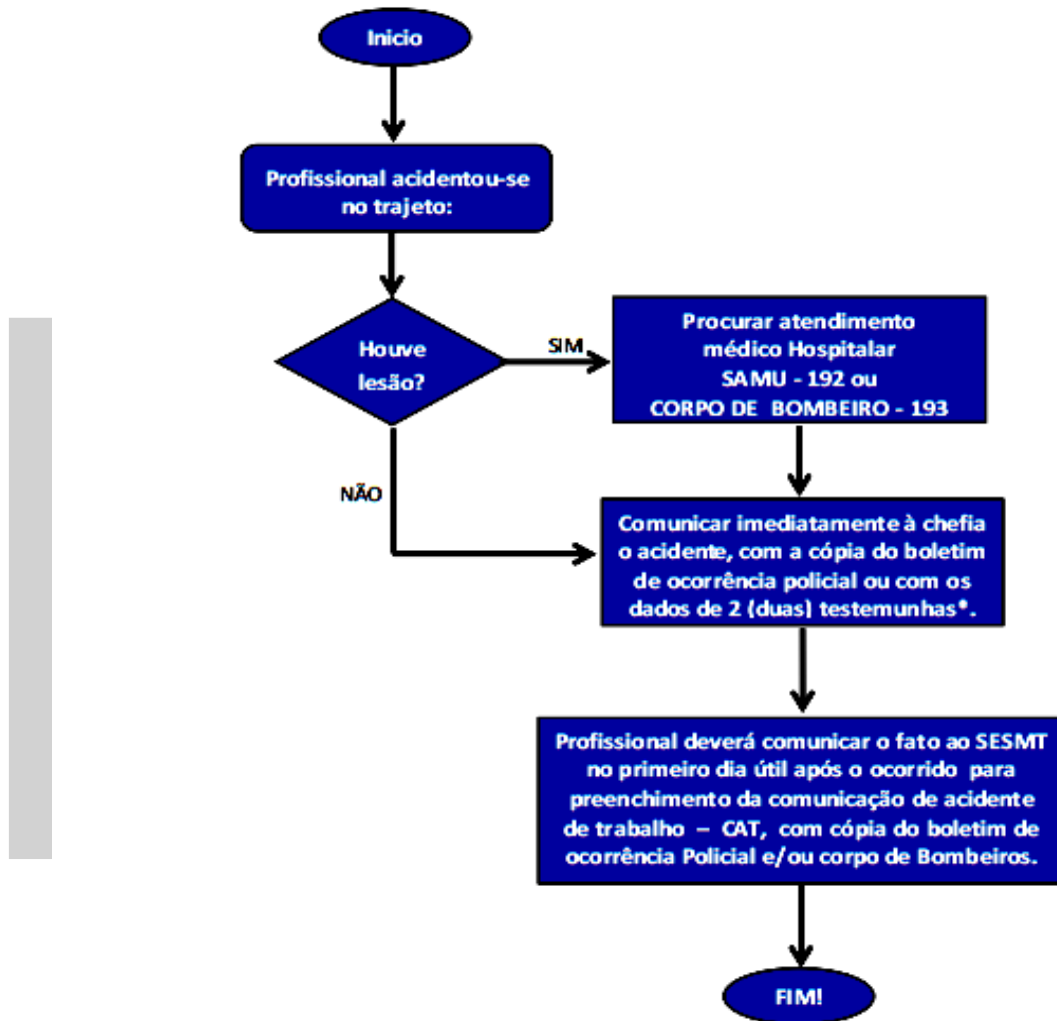 Inicio
Profissional acidentou-se
no trajeto:
Houve
lesão?
SIM
Procurar atendimento
médico Hospitalar
SAMU - 192 ou
CORPO DE BOMBEIRO - 193
NÃO
Comunicar imediatamente à chefia
o acidente, com a cópia do boletim
de ocorrência policial ou com os
dados de 2 (duas) testemunhas*.
Profissional deverá comunicar o fato ao SESMT
no primeiro dia útil após o ocorrido para
preenchimento da comunicação de acidente
de trabalho – CAT, com cópia do boletim de
ocorrência Policial e/ou corpo de Bombeiros.
FIM!